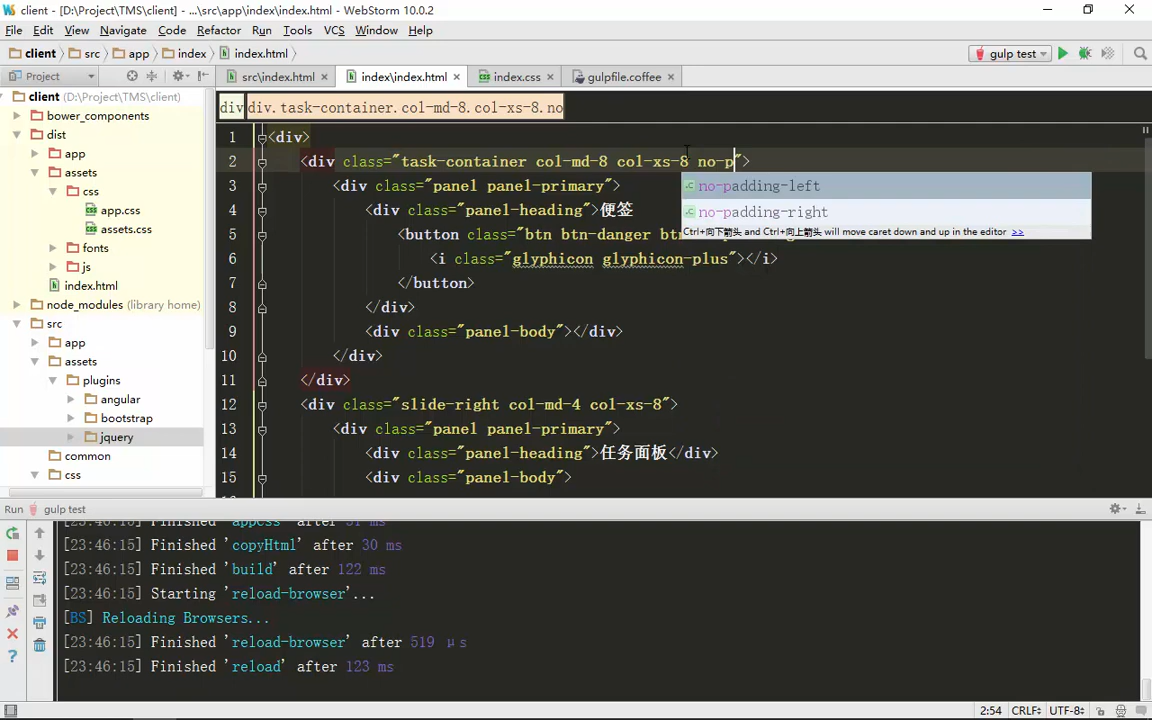 client - [D:\Project\TMS\client] - ...\src\app\index\index.html - WebStorm 10.0.2
File Edit View Navigate Code Refactor Run Tools VCS Window Help
client src app index index.html gulp test
Project src\index.html index\index.html index.css gulpfile.coffee
client (D:\Project\TMS\client)
bower_components
dist
app
assets
css
app.css
assets.css
fonts
js
index.html
node_modules (library home)
src
app
assets
plugins
angular
bootstrap
jquery
common
css
div div.task-container.col-md-8.col-xs-8.no
1 <div>
2 <div class="task-container col-md-8 col-xs-8 no-p">
3 <div class="panel panel-primary">
4 <div class="panel-heading">便签
5 <button class="btn btn-danger bt
6 <i class="glyphicon glyphicon-plus"></i>
7 </button>
8 </div>
9 <div class="panel-body"></div>
10 </div>
11 </div>
12 <div class="slide-right col-md-4 col-xs-8">
13 <div class="panel panel-primary">
14 <div class="panel-heading">任务面板</div>
15 <div class="panel-body">
no-padding-left
no-padding-right
Ctrl+向下箭头 and Ctrl+向上箭头 will move caret down and up in the editor >>
Run gulp test
[23:46:15] Finished 'appcss' after 31 ms
[23:46:15] Finished 'copyHtml' after 30 ms
[23:46:15] Finished 'build' after 122 ms
[23:46:15] Starting 'reload-browser'...
[BS] Reloading Browsers...
[23:46:15] Finished 'reload-browser' after 519 μs
[23:46:15] Finished 'reload' after 123 ms
2:54 CRLF UTF-8